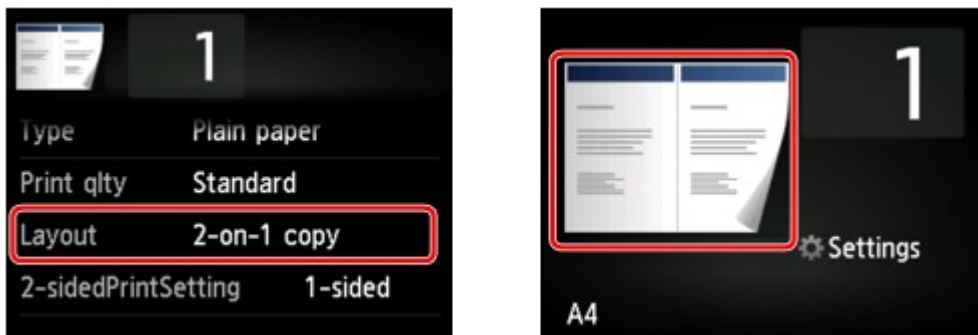 1
Type Plain paper
Print qlty Standard
Layout 2-on-1 copy
2-sidedPrintSetting 1-sided
1
Settings
A4